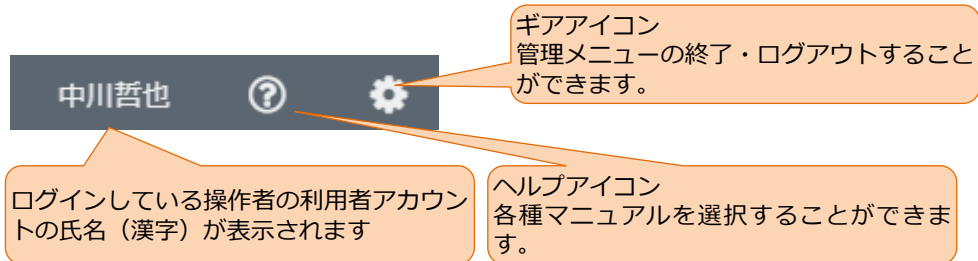 ギアアイコン
管理メニューの終了・ログアウトすること
ができます。
中川哲也
ログインしている操作者の利用者アカウン
トの氏名（漢字）が表示されます
ヘルプアイコン
各種マニュアルを選択することができま
す。